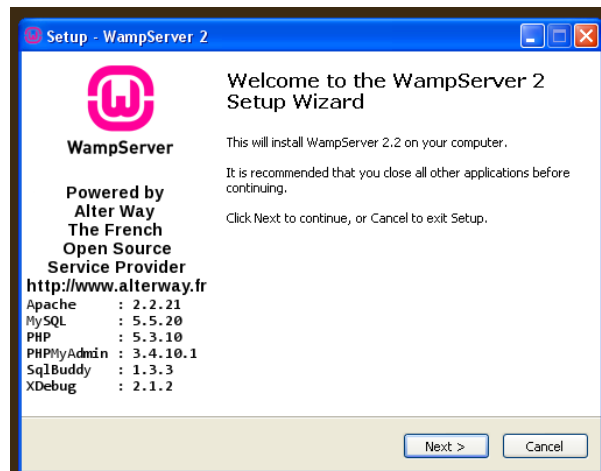 Setup - WampServer 2
WampServer
Powered by
Alter Way
The French
Open Source
Service Provider
http://www.alterway.fr
Apache : 2.2.21
MySQL : 5.5.20
PHP : 5.3.10
PHPMyAdmin : 3.4.10.1
SqlBuddy : 1.3.3
XDebug : 2.1.2
Welcome to the WampServer 2
Setup Wizard
This will install WampServer 2.2 on your computer.
It is recommended that you close all other applications before
continuing.
Click Next to continue, or Cancel to exit Setup.
Next >
Cancel